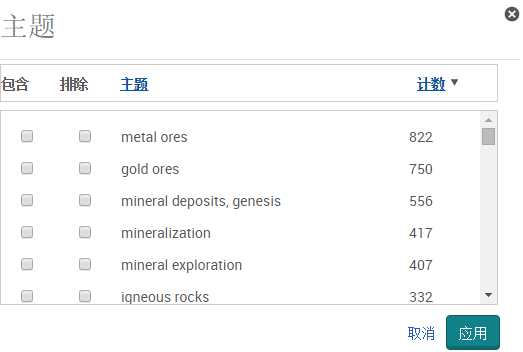 主题
包含 排除 主题 计数
metal ores 822
gold ores 750
mineral deposits, genesis 556
mineralization 417
mineral exploration 407
igneous rocks 332
取消 应用